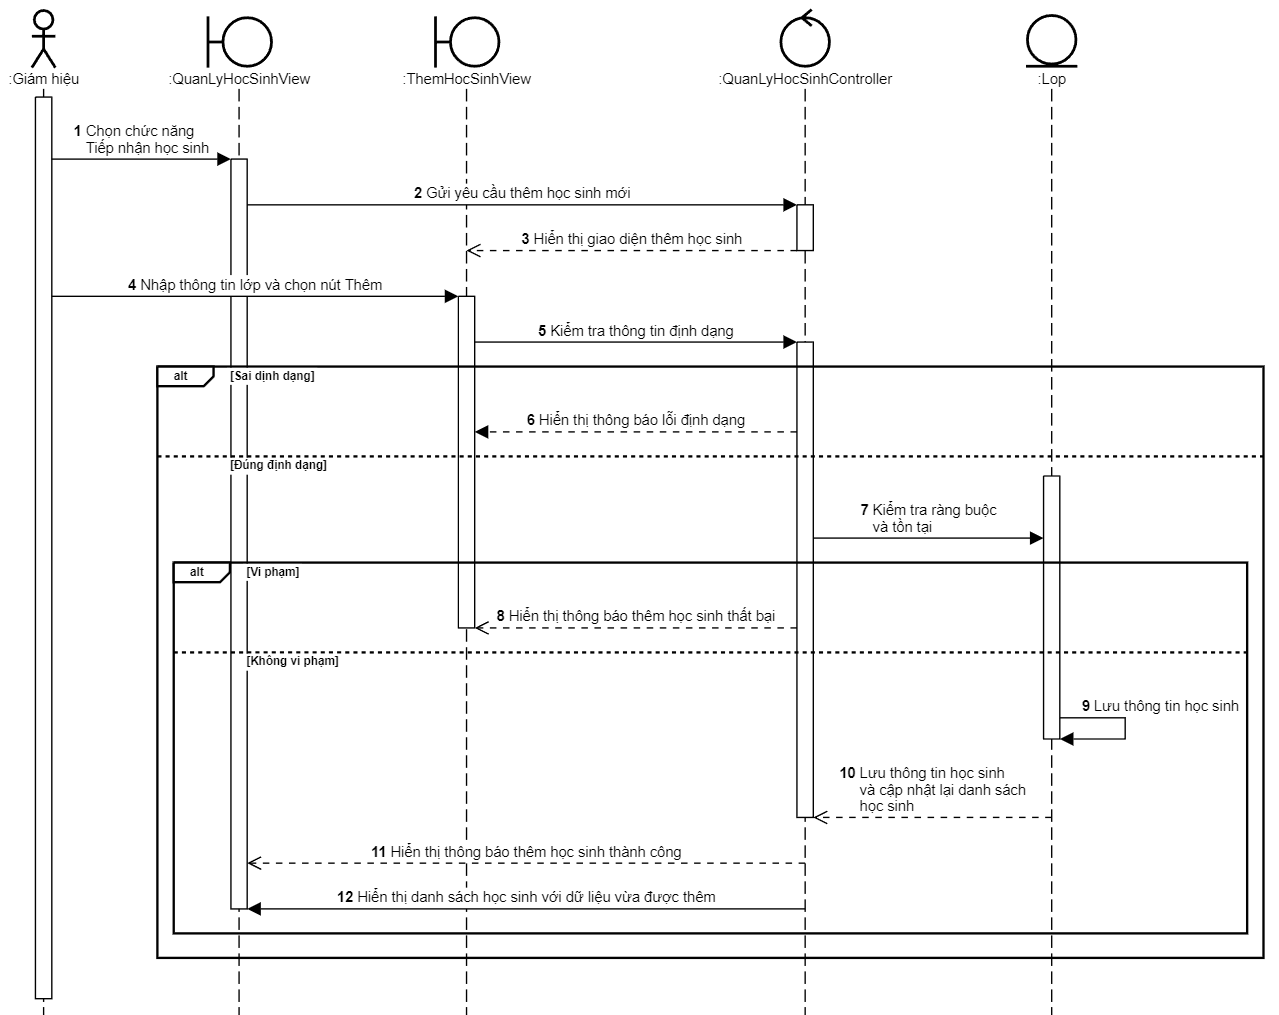 :Giám hiệu
:QuanLyHocSinhView
:ThemHocSinhView
:QuanLyHocSinhController
:Lop
1 Chọn chức năng
Tiếp nhận học sinh
2 Gửi yêu cầu thêm học sinh mới
3 Hiển thị giao diện thêm học sinh
4 Nhập thông tin lớp và chọn nút Thêm
5 Kiểm tra thông tin định dạng
alt
[Sai dịnh dạng]
6 Hiển thị thông báo lỗi định dạng
[Đúng định dạng]
7 Kiểm tra ràng buộc
và tồn tại
alt
[Vi phạm]
8 Hiển thị thông báo thêm học sinh thất bại
[Không vi phạm]
9 Lưu thông tin học sinh
10 Lưu thông tin học sinh
và cập nhật lại danh sách
học sinh
11 Hiển thị thông báo thêm học sinh thành công
12 Hiển thị danh sách học sinh với dữ liệu vừa được thêm